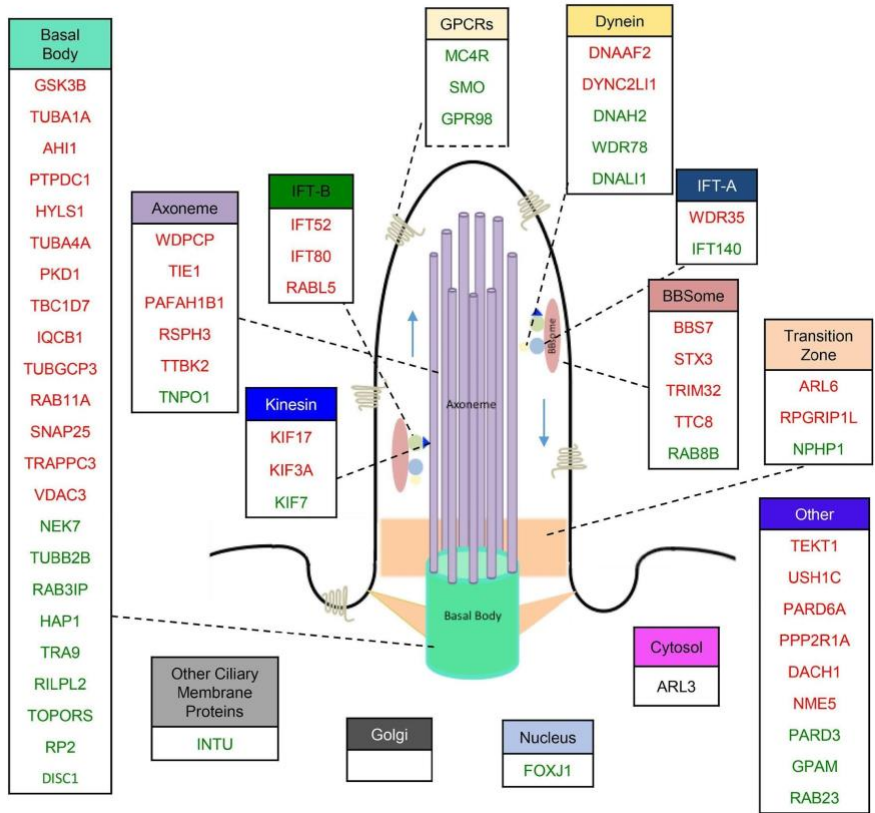 Basal
Body
GSK3B
TUBA1A
AHI1
PTPDC1
HYLS1
TUBA4A
PKD1
TBC1D7
IQCB1
TUBGCP3
RAB11A
SNAP25
TRAPPC3
VDAC3
NEK7
TUBB2B
RAB3IP
HAP1
TRA9
RILPL2
TOPORS
RP2
DISC1
Axoneme
WDPCP
TIE1
PAFAH1B1
RSPH3
TTBK2
TNPO1
IFT-B
IFT52
IFT80
RABL5
Kinesin
KIF17
KIF3A
KIF7
GPCRs
MC4R
SMO
GPR98
Dynein
DNAAF2
DYNC2LI1
DNAH2
WDR78
DNALI1
IFT-A
WDR35
IFT140
BBSome
BBS7
STX3
TRIM32
TTC8
RAB8B
Transition
Zone
ARL6
RPGRIP1L
NPHP1
Other
TEKT1
USH1C
PARD6A
PPP2R1A
DACH1
NME5
PARD3
GPAM
RAB23
BBSome
Axoneme
Basal Body
Other Ciliary
Membrane
Proteins
INTU
Golgi
Nucleus
FOXJ1
Cytosol
ARL3